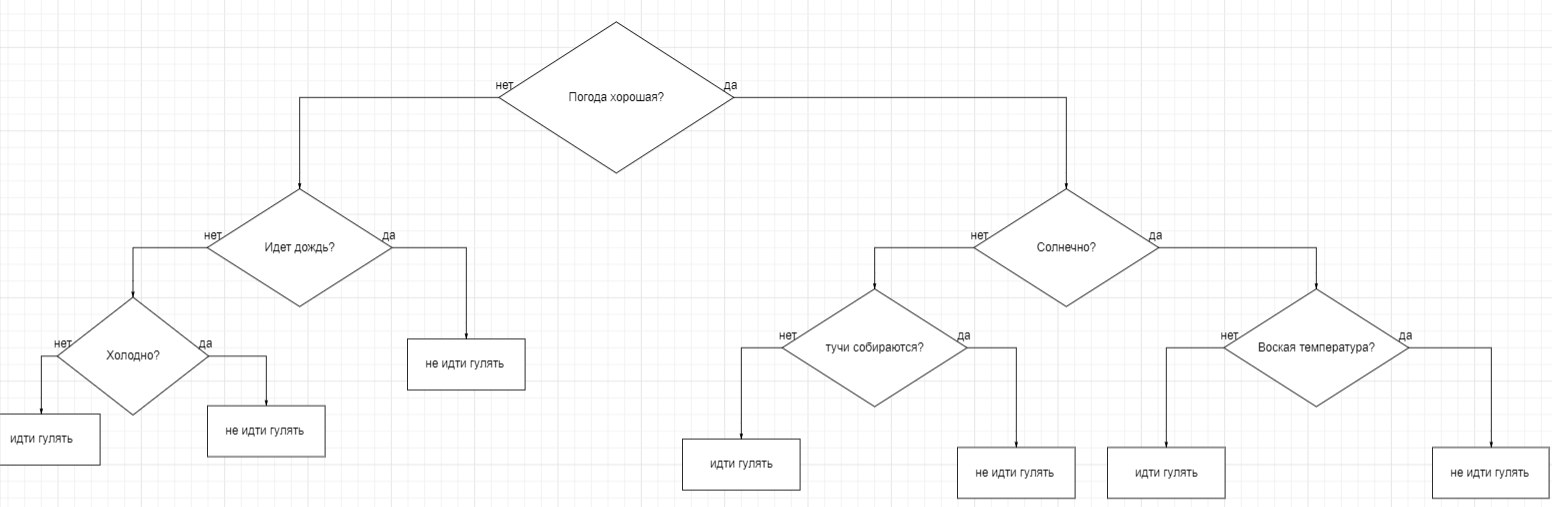 нет
Погода хорошая?
да
нет
Идет дождь?
да
нет
Солнечно?
да
нет
Холодно?
да
не идти гулять
нет
тучи собираются?
да
нет
Воская температура?
да
идти гулять
не идти гулять
идти гулять
не идти гулять
идти гулять
не идти гулять